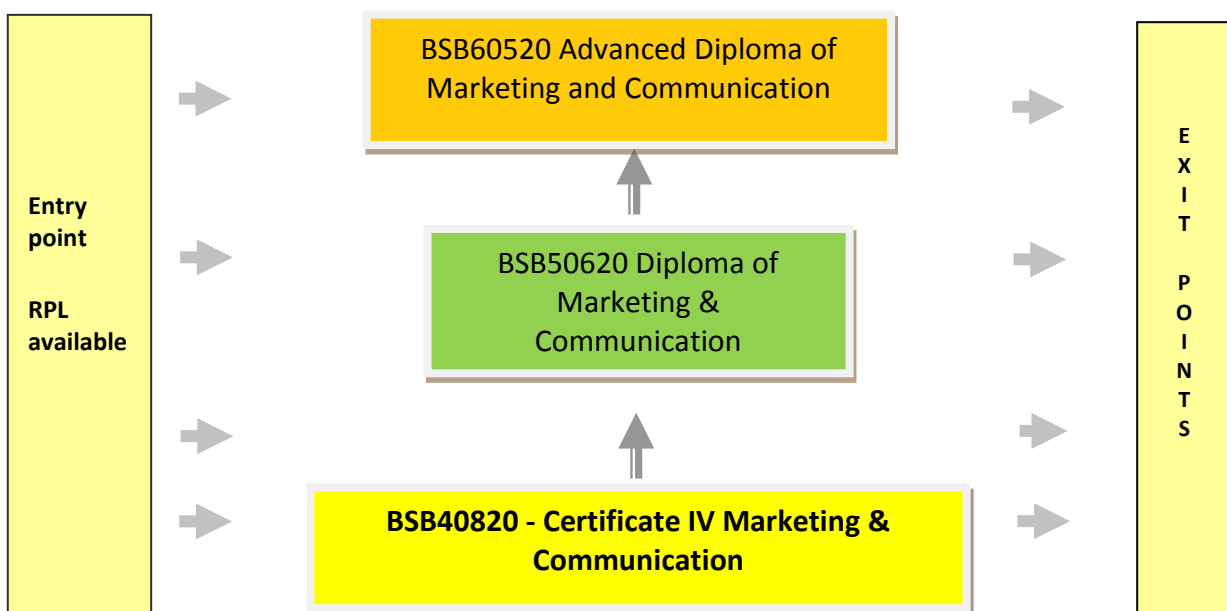 Entry
point
RPL
available
BSB60520 Advanced Diploma of
Marketing and Communication
BSB50620 Diploma of
Marketing &
Communication
BSB40820 - Certificate IV Marketing &
Communication
E
X
I
T
P
O
I
N
T
S